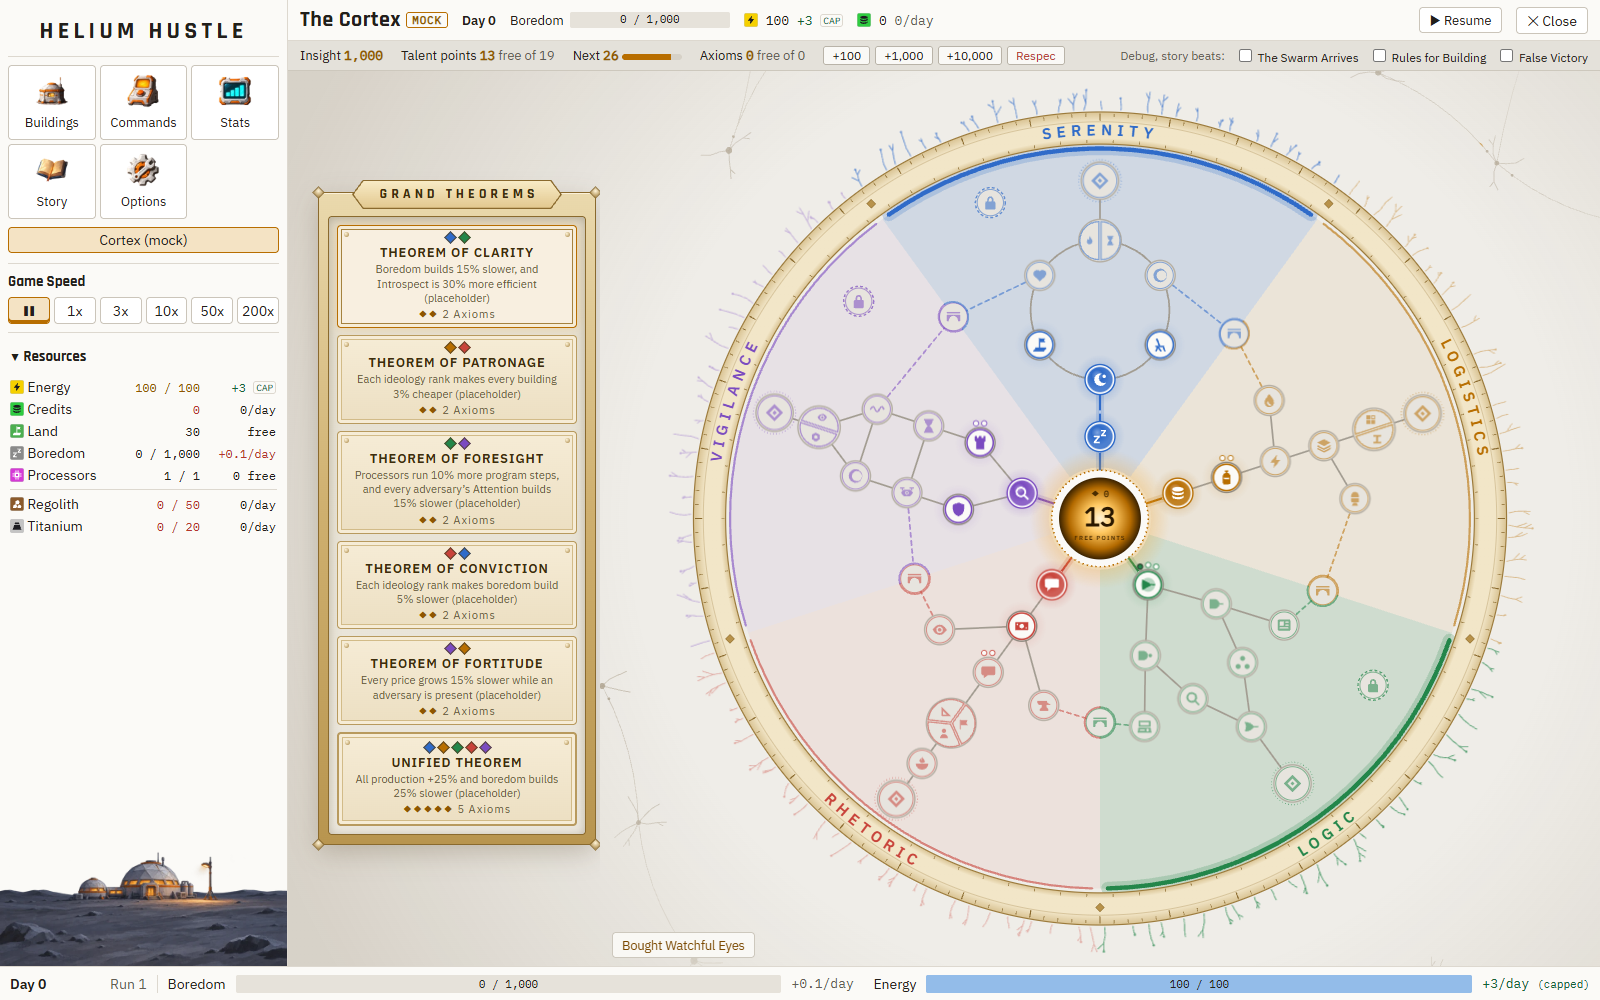 HELIUM HUSTLE
Buildings
Commands
Stats
Story
Options
Cortex (mock)
Game Speed
1x
3x
10x
50x
200x
▼ Resources
Energy 100 / 100 +3 CAP
Credits 0 0/day
Land 30 free
Boredom 0 / 1,000 +0.1/day
Processors 1 / 1 0 free
Regolith 0 / 50 0/day
Titanium 0 / 20 0/day
The Cortex MOCK Day 0 Boredom 0 / 1,000 100 +3 CAP 0 0/day ▶ Resume × Close
Insight 1,000 Talent points 13 free of 19 Next 26 Axioms 0 free of 0 +100 +1,000 +10,000 Respec Debug, story beats: The Swarm Arrives Rules for Building False Victory
GRAND THEOREMS
THEOREM OF CLARITY
Boredom builds 15% slower, and
Introspect is 30% more efficient
(placeholder)
◆◆ 2 Axioms
THEOREM OF PATRONAGE
Each ideology rank makes every building
3% cheaper (placeholder)
◆◆ 2 Axioms
THEOREM OF FORESIGHT
Processors run 10% more program steps,
and every adversary's Attention builds
15% slower (placeholder)
◆◆ 2 Axioms
THEOREM OF CONVICTION
Each ideology rank makes boredom build
5% slower (placeholder)
◆◆ 2 Axioms
THEOREM OF FORTITUDE
Every price grows 15% slower while an
adversary is present (placeholder)
◆◆ 2 Axioms
UNIFIED THEOREM
All production +25% and boredom builds
25% slower (placeholder)
◆◆◆◆◆ 5 Axioms
SERENITY
VIGILANCE
LOGISTICS
RHETORIC
LOGIC
zZ
◆ 0
13
FREE POINTS
Bought Watchful Eyes
Day 0 Run 1 Boredom 0 / 1,000 +0.1/day Energy 100 / 100 +3/day (capped)